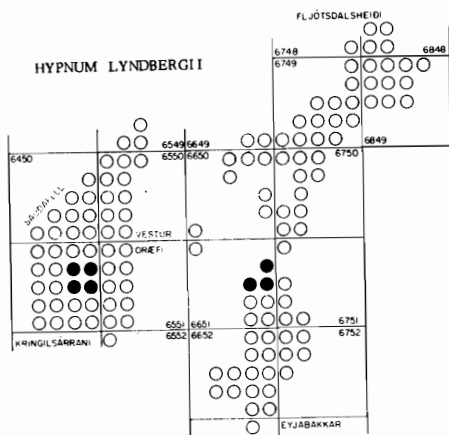 FLJÓTSDALSHEIÐI
HYPNUM LYNDBERGII
6748 6848
6749
6549 6649 6849
6450 6550 6650 6750
SAUÐAFELL
VESTUR
ÖRÆFI
6551 6651 6751
KRINGILSÁRRANI 6552 6652 6752
EYJABAKKAR